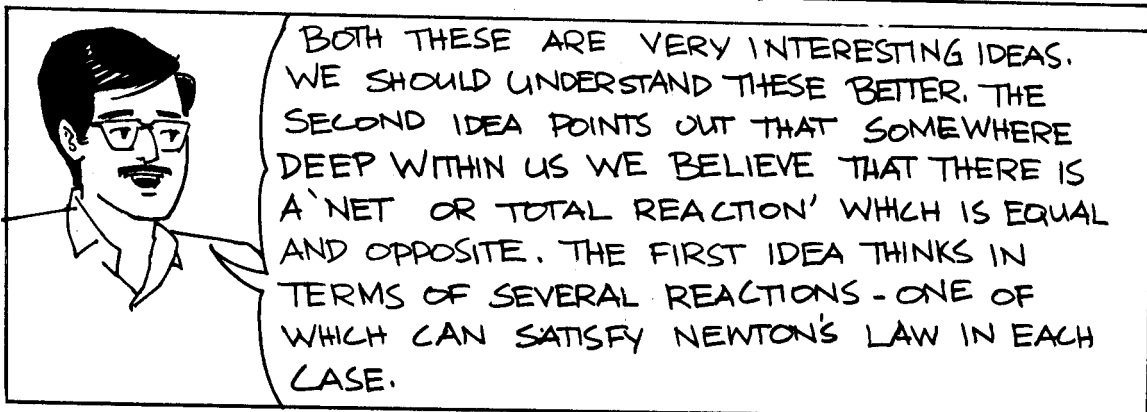 BOTH THESE ARE VERY INTERESTING IDEAS.
WE SHOULD UNDERSTAND THESE BETTER. THE
SECOND IDEA POINTS OUT THAT SOMEWHERE
DEEP WITHIN US WE BELIEVE THAT THERE IS
A 'NET OR TOTAL REACTION' WHICH IS EQUAL
AND OPPOSITE. THE FIRST IDEA THINKS IN
TERMS OF SEVERAL REACTIONS - ONE OF
WHICH CAN SATISFY NEWTON'S LAW IN EACH
CASE.